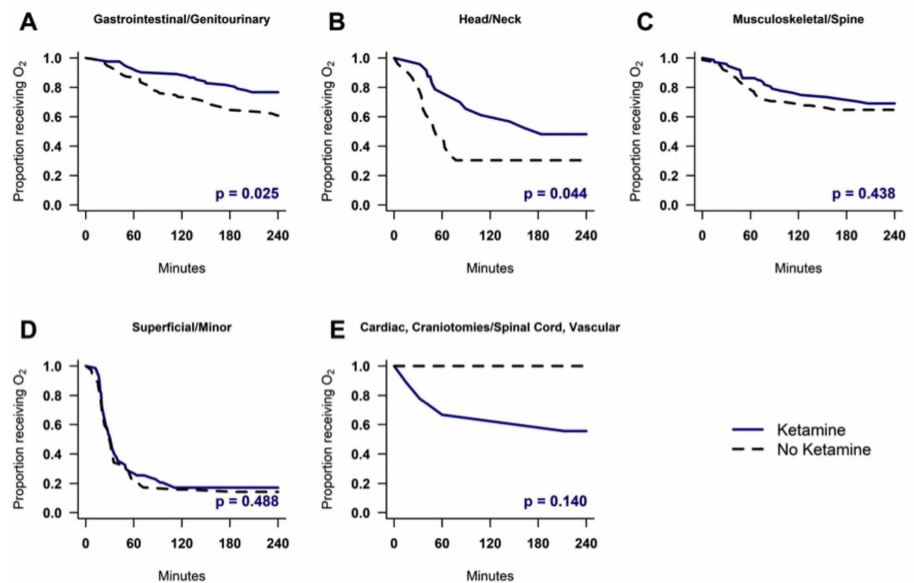 A
Gastrointestinal/Genitourinary
Proportion receiving O2
1.0
0.8
0.6
0.4
0.2
0.0
p = 0.025
0 60 120 180 240
Minutes
B
Head/Neck
Proportion receiving O2
1.0
0.8
0.6
0.4
0.2
0.0
p = 0.044
0 60 120 180 240
Minutes
C
Musculoskeletal/Spine
Proportion receiving O2
1.0
0.8
0.6
0.4
0.2
0.0
p = 0.438
0 60 120 180 240
Minutes
D
Superficial/Minor
Proportion receiving O2
1.0
0.8
0.6
0.4
0.2
0.0
p = 0.488
0 60 120 180 240
Minutes
E
Cardiac, Craniotomies/Spinal Cord, Vascular
Proportion receiving O2
1.0
0.8
0.6
0.4
0.2
0.0
p = 0.140
0 60 120 180 240
Minutes
Ketamine
No Ketamine